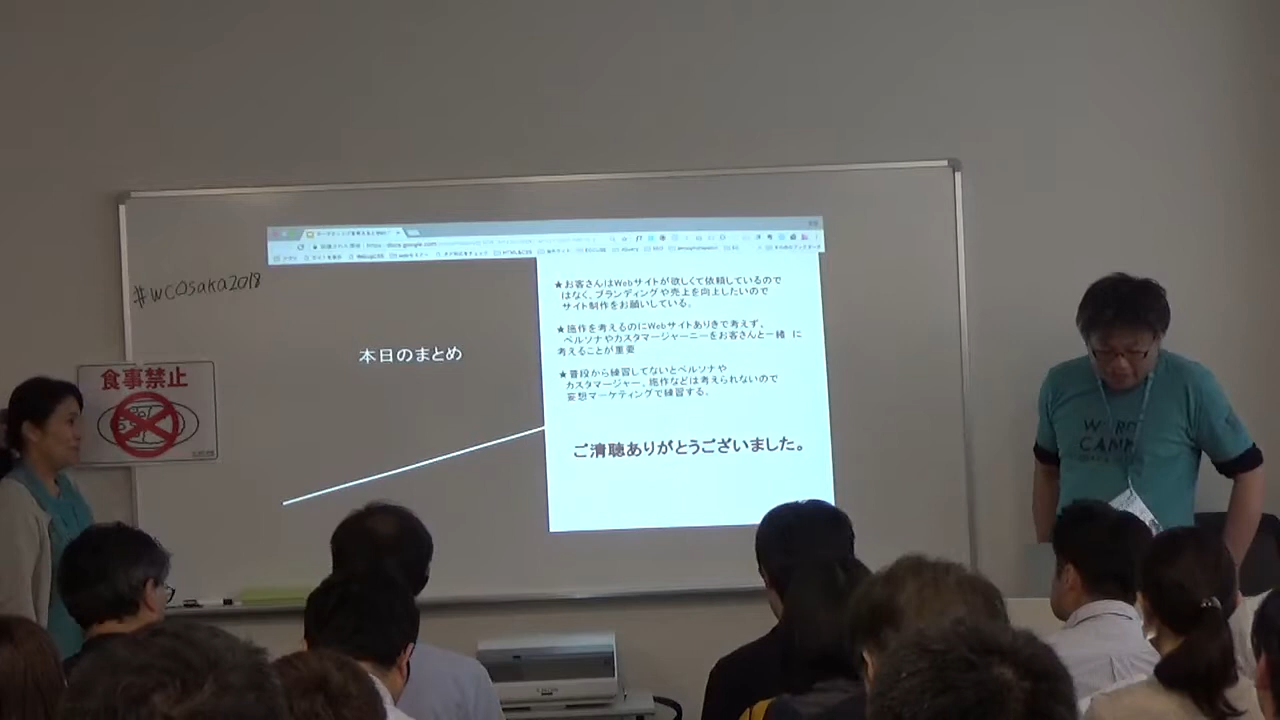 #WCOsaka2018
食事禁止
https://docs.google.com
HTML&CSS
jQuery
本日のまとめ
★お客さんはWebサイトが欲しくて依頼しているので
はなく、ブランディングや売上を向上したいので
サイト制作をお願いしている。
★施作を考えるのにWebサイトありきで考えず、
ペルソナやカスタマージャーニーをお客さんと一緒 に
考えることが重要
★普段から練習してないとペルソナや
カスタマージャー、施作などは考えられないので
妄想マーケティングで練習する。
ご清聴ありがとうございました。
WORD
CAMP